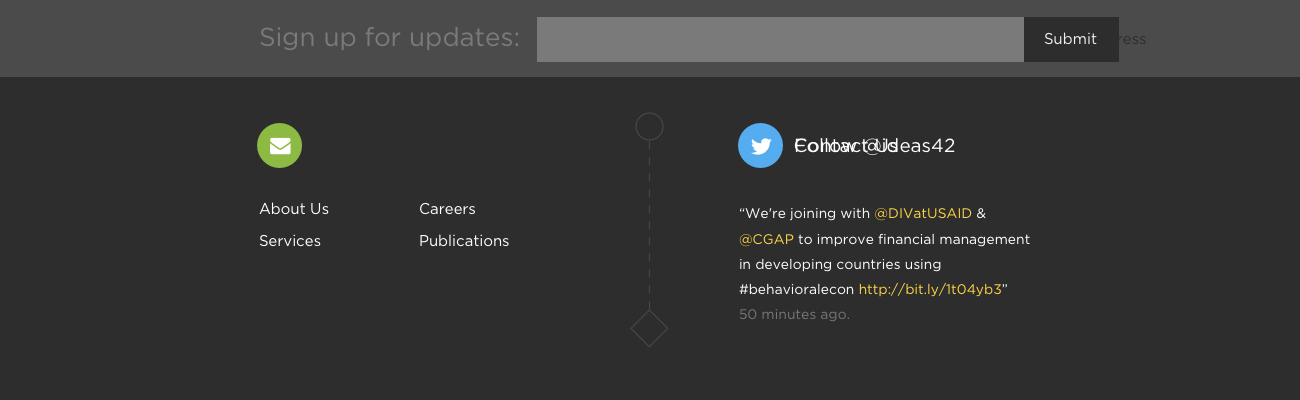 Sign up for updates:
Submit
Follow @ideas42
Contact Us
About Us
Careers
Services
Publications
“We're joining with @DIVatUSAID &
@CGAP to improve financial management
in developing countries using
#behavioralecon http://bit.ly/1t04yb3”
50 minutes ago.